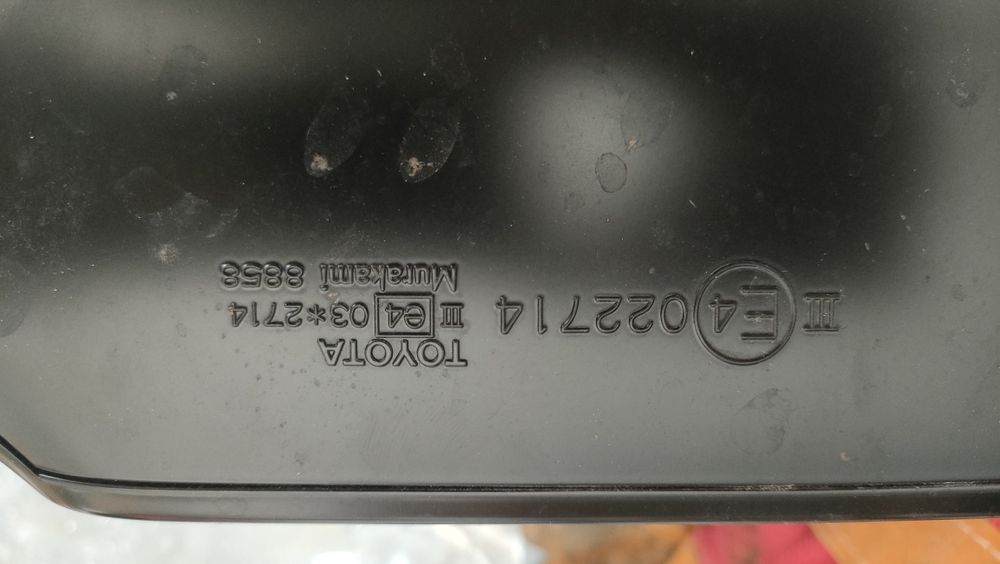 III E4 022714
TOYOTA
III e4 03*2714
Murakami 8858